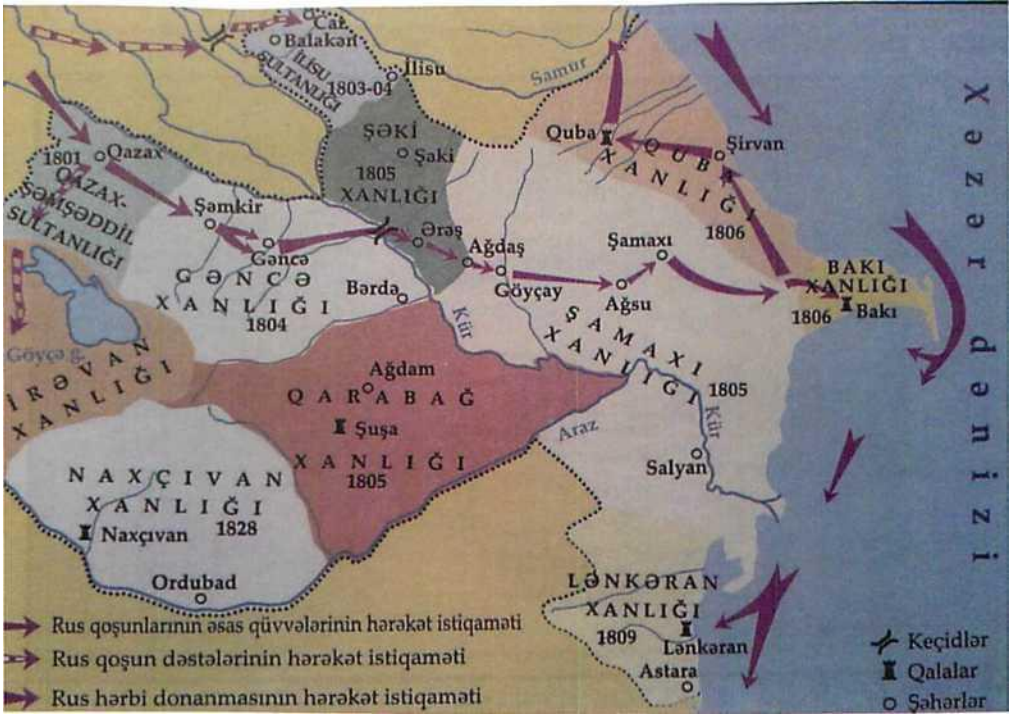 Car
Balakən
İLİSU
SULTANLIĞI
1803-04
İlisu
Samur
ŞƏKİ
Şəki
1805
XANLIĞI
Quba
QUBA
XANLIĞI
1806
Şirvan
1801
Qazax
QAZAX-
ŞƏMŞƏDDİL
SULTANLIĞI
Şəmkir
Gəncə
GƏNCƏ
XANLIĞI
1804
Bərdə
Ərəş
Ağdaş
Göyçay
Şamaxı
Ağsu
ŞAMAXI
XANLIĞI
1805
BAKI
XANLIĞI
1806
Bakı
Xəzər dənizi
Göyçə g.
İRƏVAN
XANLIĞI
Kür
Ağdam
QARABAĞ
Şuşa
XANLIĞI
1805
Araz
Kür
Salyan
NAXÇIVAN
XANLIĞI
1828
Naxçıvan
Ordubad
LƏNKƏRAN
XANLIĞI
1809
Lənkəran
Astara
Rus qoşunlarının əsas qüvvələrinin hərəkət istiqaməti
Rus qoşun dəstələrinin hərəkət istiqaməti
Rus hərbi donanmasının hərəkət istiqaməti
Keçidlər
Qalalar
Şəhərlər